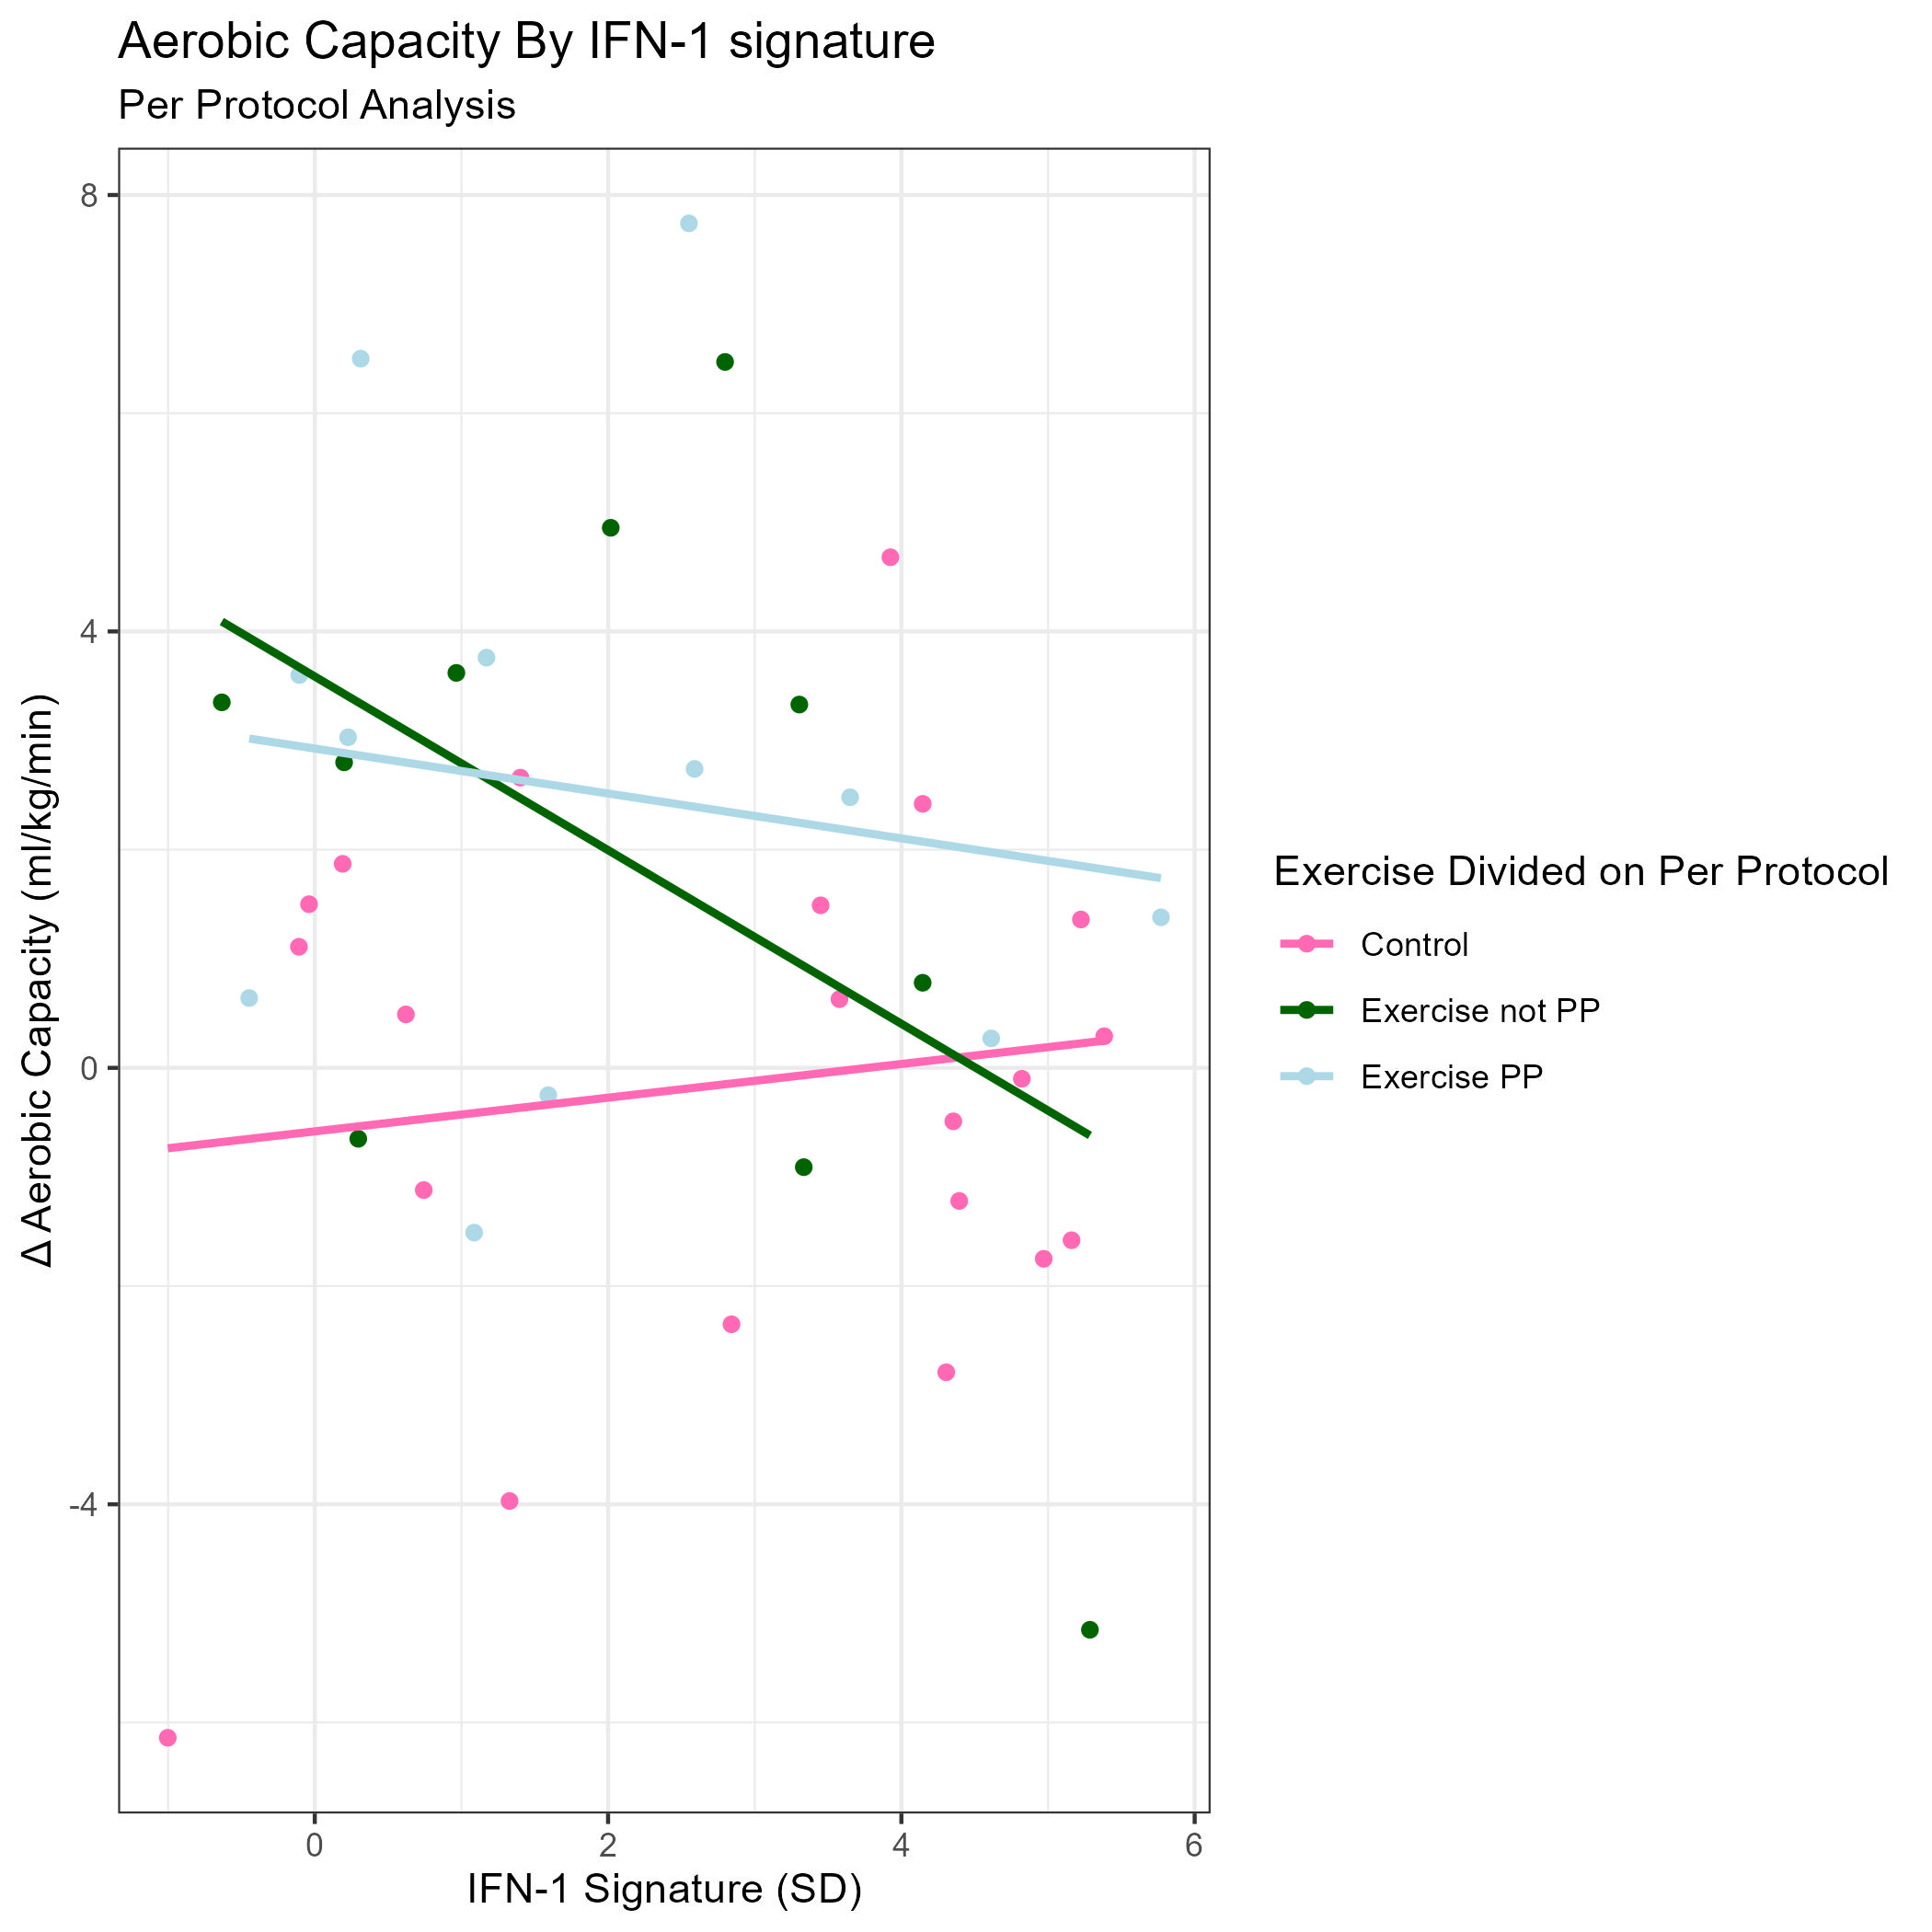 Aerobic Capacity By IFN-1 signature
Per Protocol Analysis
8
4
0
-4
Δ Aerobic Capacity (ml/kg/min)
0 2 4 6
IFN-1 Signature (SD)
Exercise Divided on Per Protocol
Control
Exercise not PP
Exercise PP